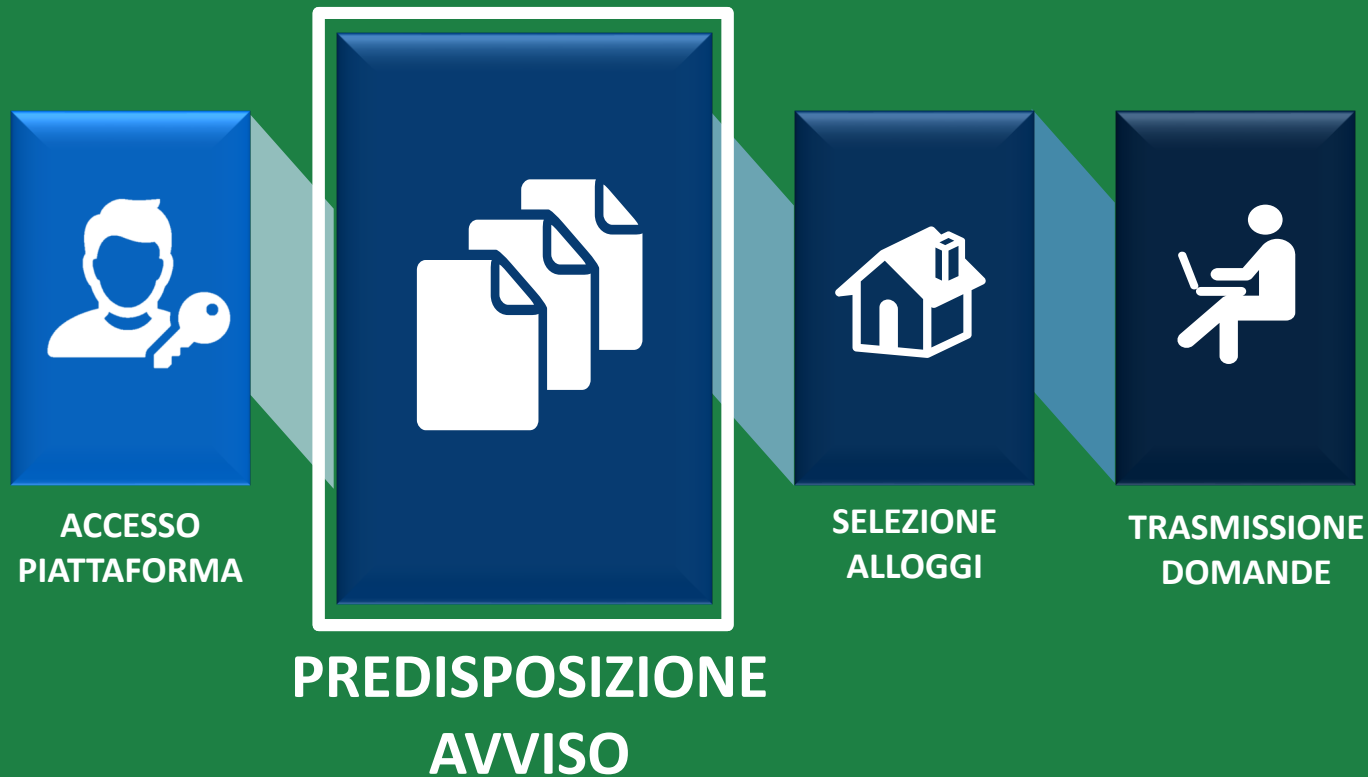 ACCESSO
PIATTAFORMA
PREDISPOSIZIONE
AVVISO
SELEZIONE
ALLOGGI
TRASMISSIONE
DOMANDE